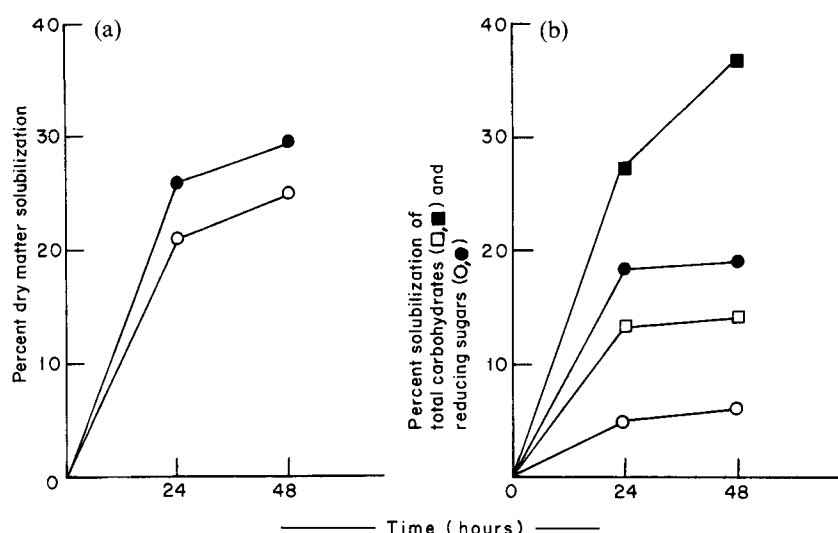 (a)
Percent dry matter solubilization
40
30
20
10
0
24
48
(b)
Percent solubilization of
total carbohydrates (□,■) and
reducing sugars (○,●)
40
30
20
10
0
24
48
Time (hours)